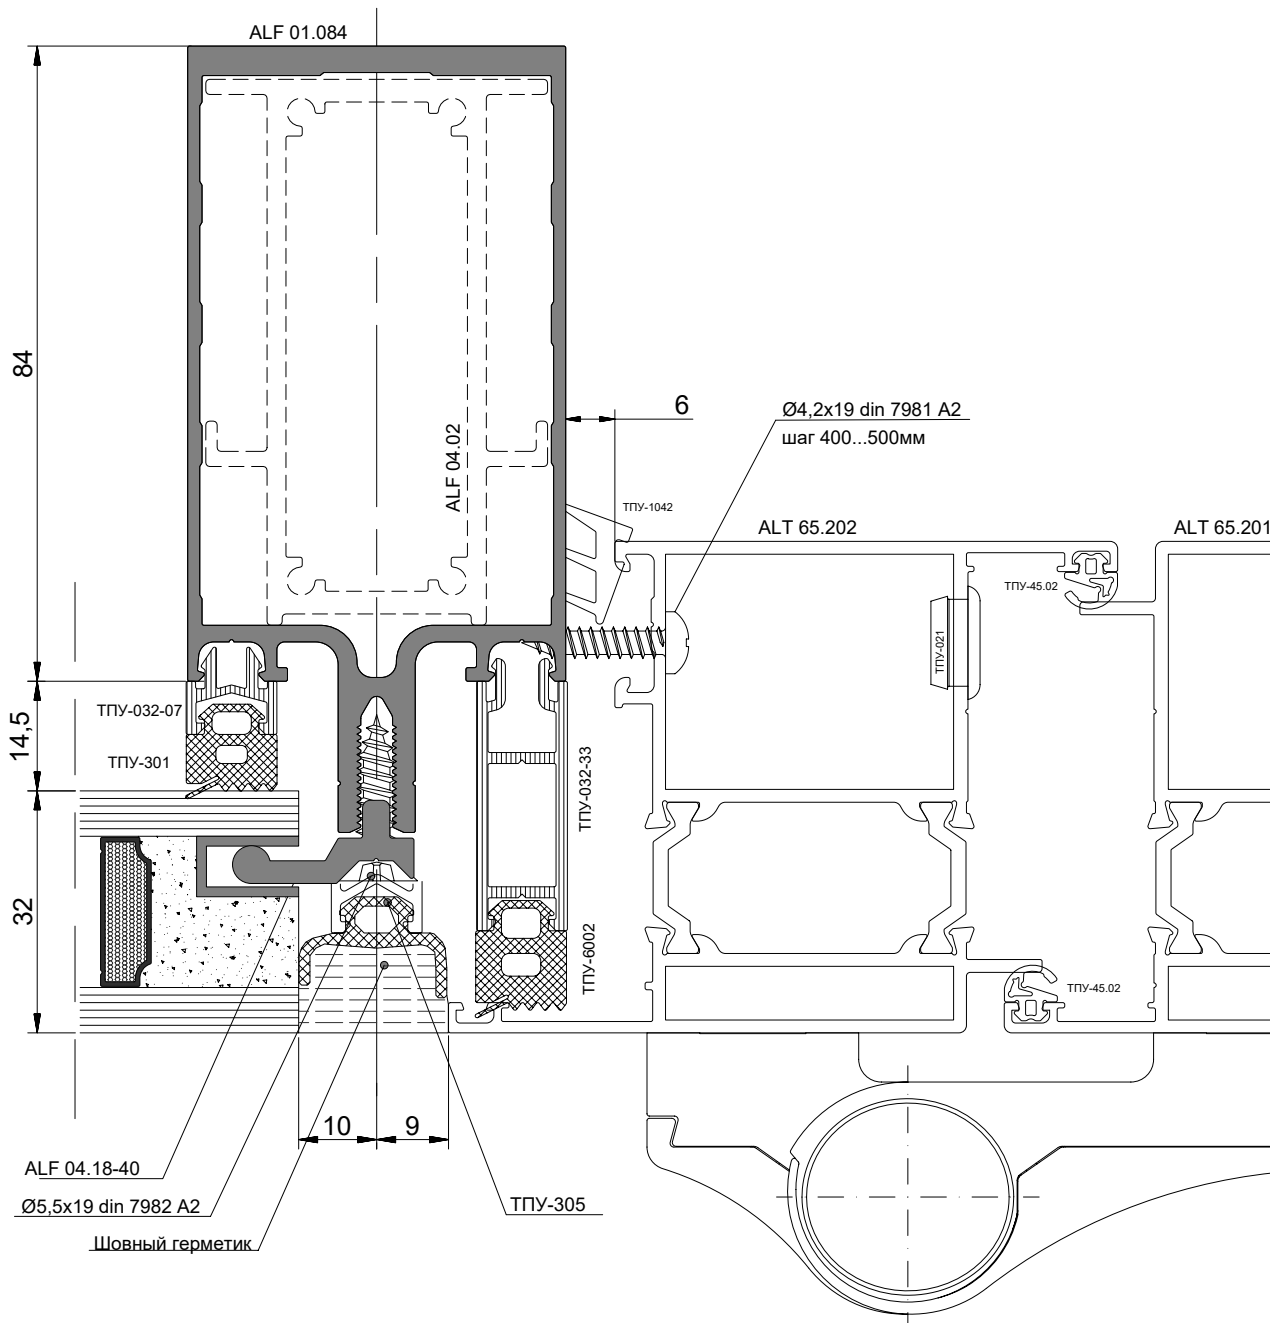 ALF 01.084
84
ALF 04.02
6
Ø4,2x19 din 7981 A2
шаг 400...500мм
ТПУ-1042
ALT 65.202
ALT 65.201
ТПУ-45.02
ТПУ-021
ТПУ-032-07
14,5
ТПУ-301
ТПУ-032-33
32
ТПУ-6002
ТПУ-45.02
10
9
ALF 04.18-40
Ø5,5x19 din 7982 A2
ТПУ-305
Шовный герметик